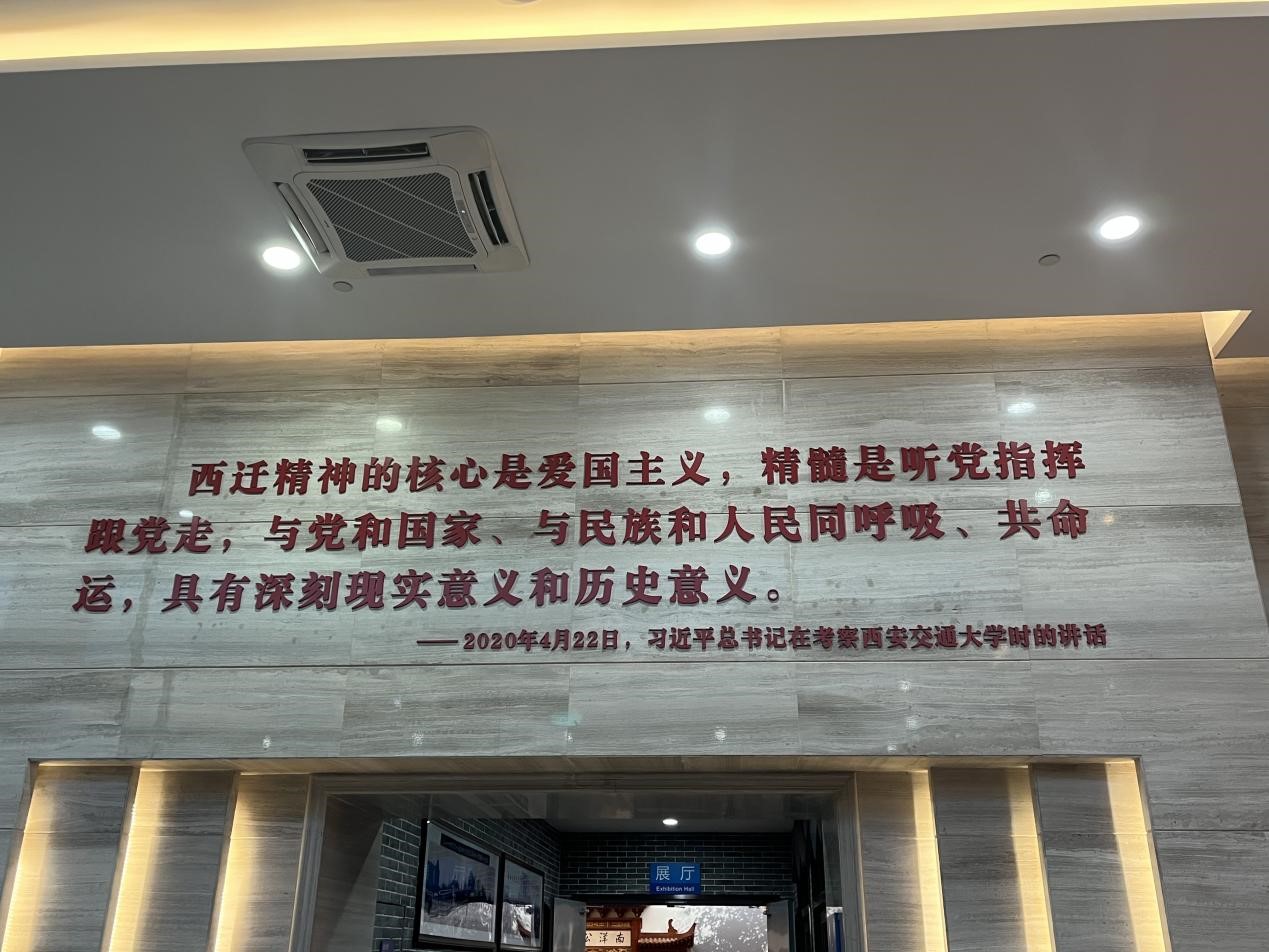 西迁精神的核心是爱国主义，精髓是听党指挥
跟党走，与党和国家、与民族和人民同呼吸、共命
运，具有深刻现实意义和历史意义。
——2020年4月22日，习近平总书记在考察西安交通大学时的讲话
展厅
Exhibition Hall
公洋南